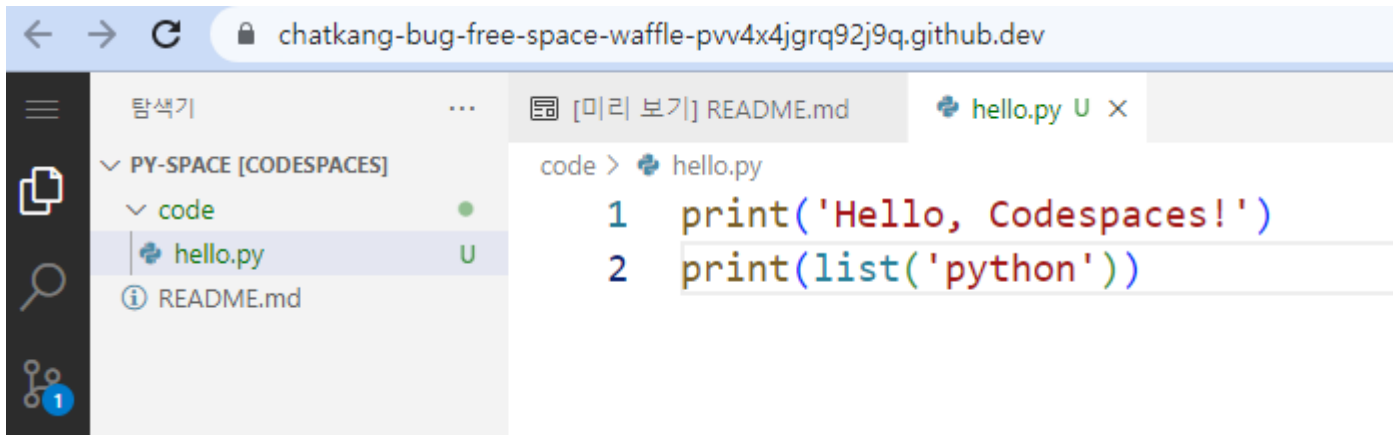 chatkang-bug-free-space-waffle-pvv4x4jgrq92j9q.github.dev
탐색기 ...
PY-SPACE [CODESPACES]
code
hello.py U
README.md
1
[미리 보기] README.md hello.py U
code > hello.py
1 print('Hello, Codespaces!')
2 print(list('python'))